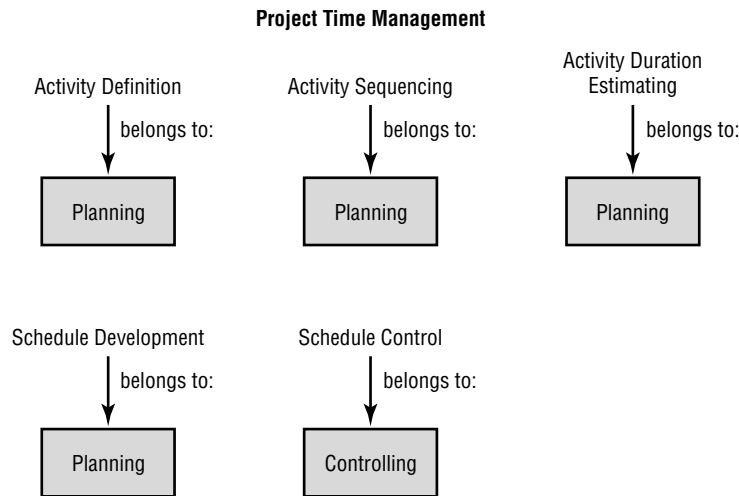 Project Time Management
Activity Definition
belongs to:
Planning
Activity Sequencing
belongs to:
Planning
Activity Duration
Estimating
belongs to:
Planning
Schedule Development
belongs to:
Planning
Schedule Control
belongs to:
Controlling